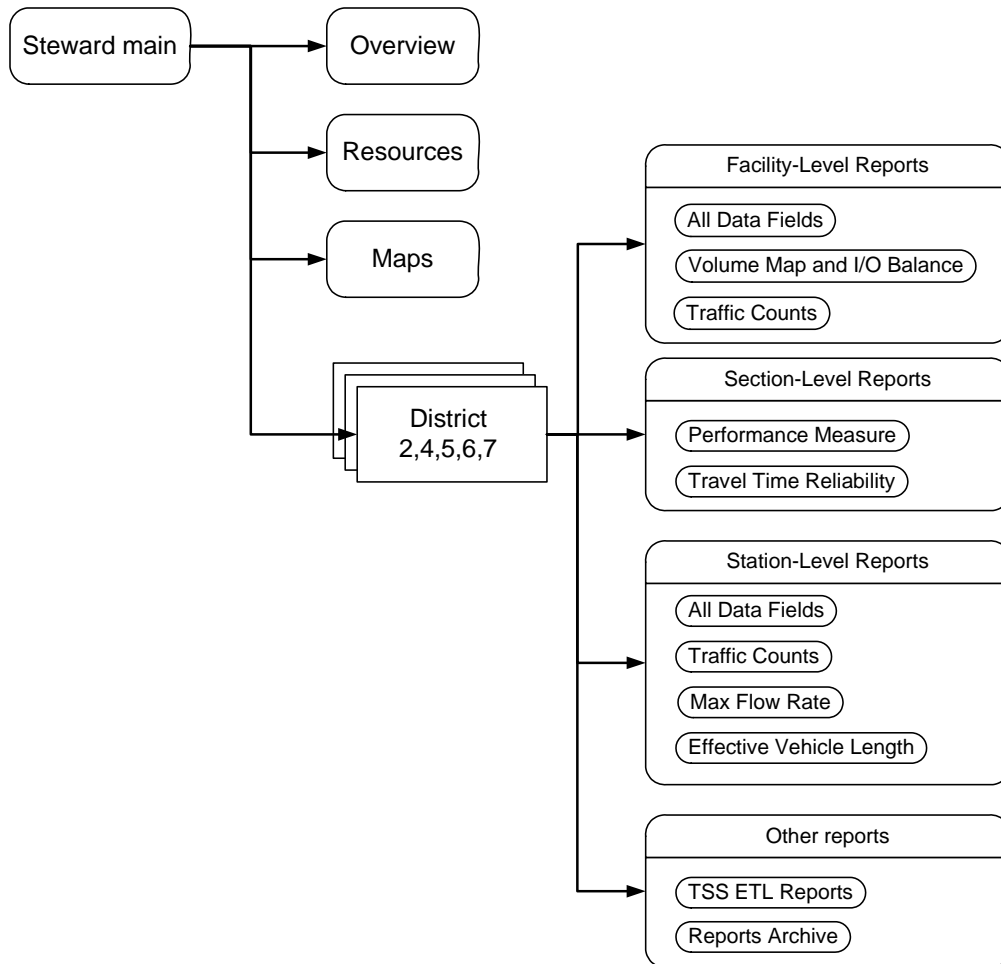 Steward main
Overview
Resources
Maps
District
2,4,5,6,7
Facility-Level Reports
All Data Fields
Volume Map and I/O Balance
Traffic Counts
Section-Level Reports
Performance Measure
Travel Time Reliability
Station-Level Reports
All Data Fields
Traffic Counts
Max Flow Rate
Effective Vehicle Length
Other reports
TSS ETL Reports
Reports Archive